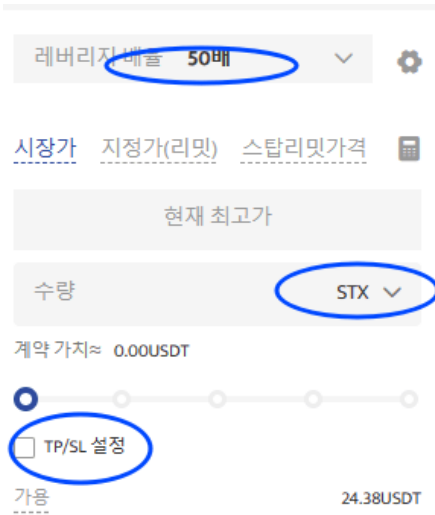 레버리지 배율 50배
시장가 지정가(리밋) 스탑리밋가격
현재 최고가
수량 STX
계약 가치≈ 0.00USDT
TP/SL 설정
가용 24.38USDT